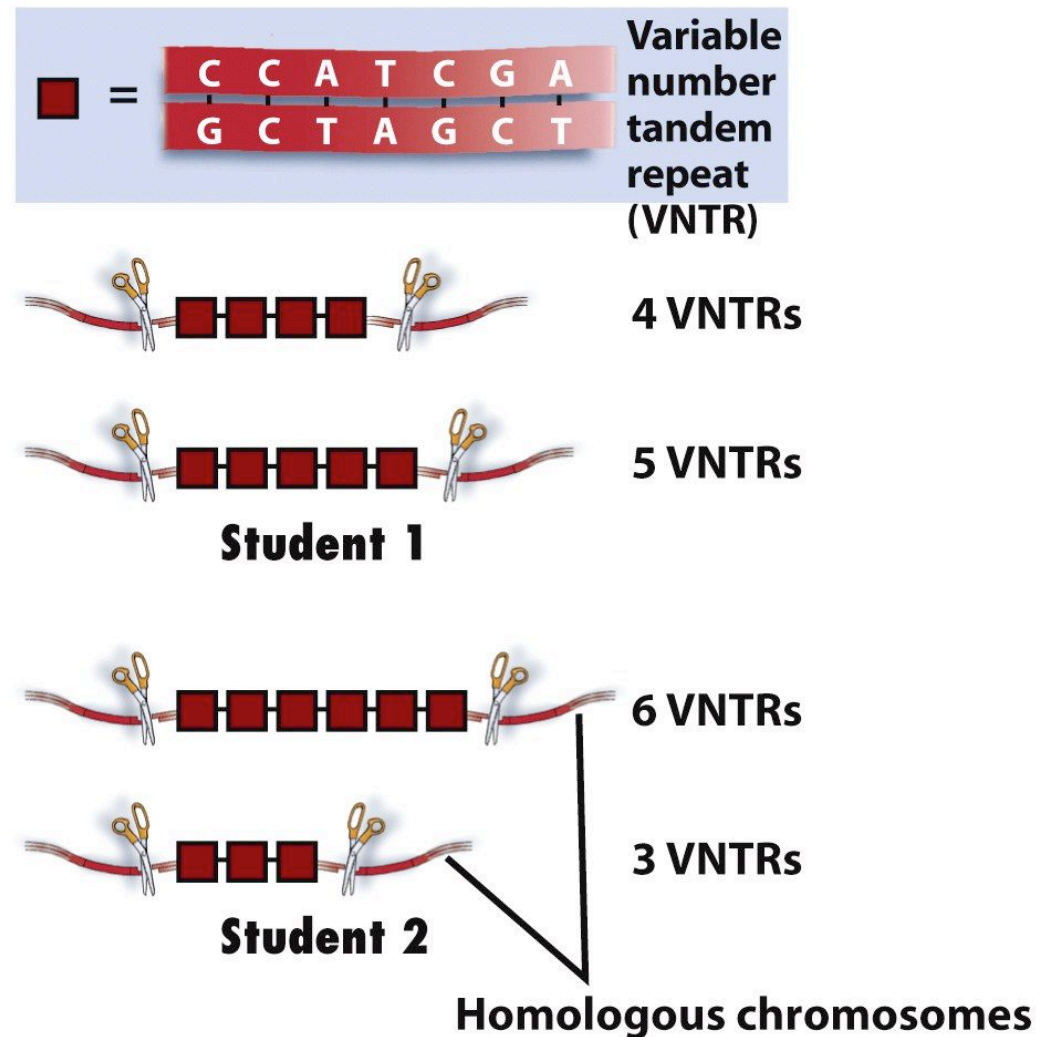 =
C C A T C G A
G C T A G C T
Variable
number
tandem
repeat
(VNTR)
4 VNTRs
5 VNTRs
Student 1
6 VNTRs
3 VNTRs
Student 2
Homologous chromosomes